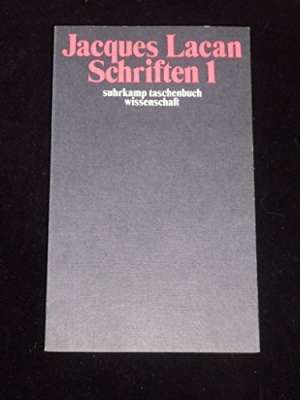 Jacques Lacan
Schriften 1
suhrkamp taschenbuch
wissenschaft